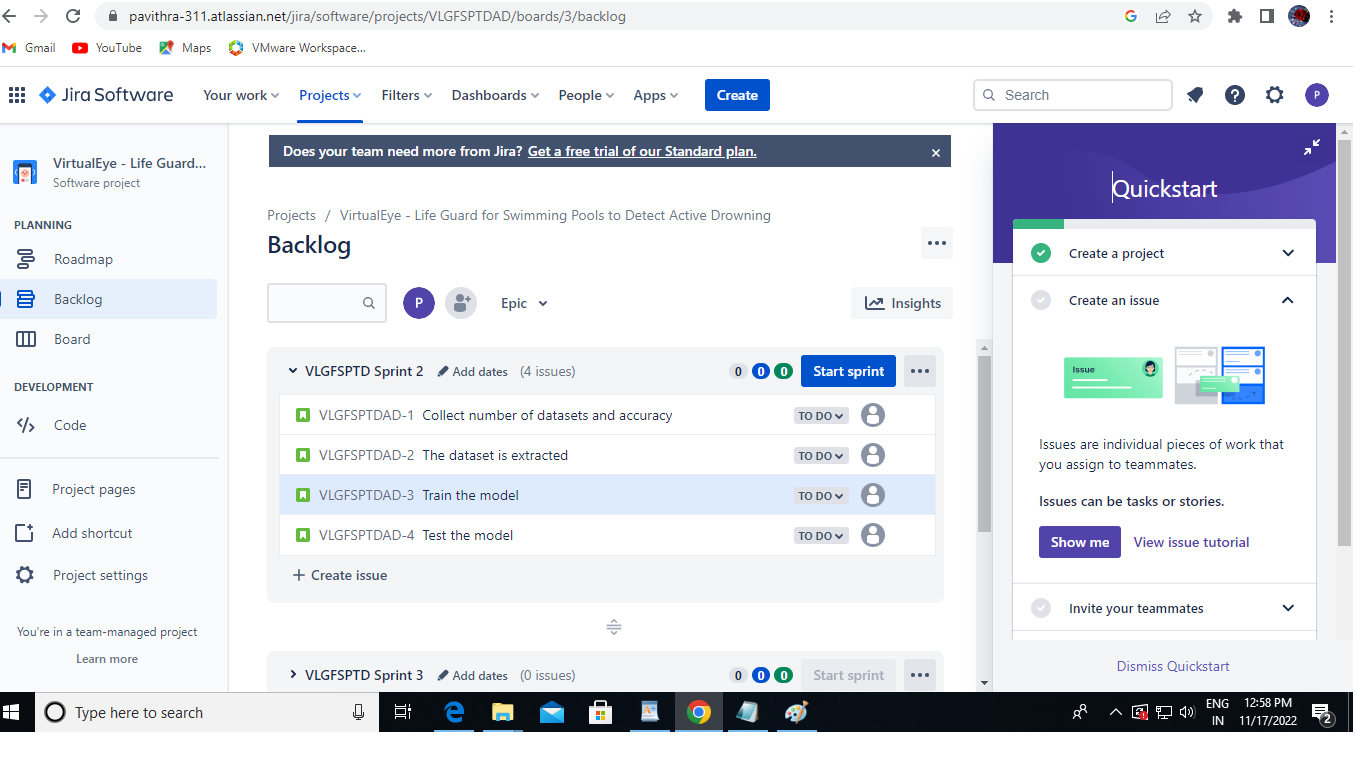 pavithra-311.atlassian.net/jira/software/projects/VLGFSPTDAD/boards/3/backlog
Gmail YouTube Maps VMware Workspace...
Jira Software Your work Projects Filters Dashboards People Apps Create Search P
VirtualEye - Life Guard...
Software project
PLANNING
Roadmap
Backlog
Board
DEVELOPMENT
Code
Project pages
Add shortcut
Project settings
You're in a team-managed project
Learn more
Does your team need more from Jira? Get a free trial of our Standard plan.
Projects / VirtualEye - Life Guard for Swimming Pools to Detect Active Drowning
Backlog
P Epic Insights
VLGFSPTD Sprint 2 Add dates (4 issues) 0 0 0 Start sprint
VLGFSPTDAD-1 Collect number of datasets and accuracy TO DO
VLGFSPTDAD-2 The dataset is extracted TO DO
VLGFSPTDAD-3 Train the model TO DO
VLGFSPTDAD-4 Test the model TO DO
+ Create issue
VLGFSPTD Sprint 3 Add dates (0 issues) 0 0 0 Start sprint
Quickstart
Create a project
Create an issue
Issue
Issues are individual pieces of work that
you assign to teammates.
Issues can be tasks or stories.
Show me View issue tutorial
Invite your teammates
Dismiss Quickstart
Type here to search
ENG
IN
12:58 PM
11/17/2022
2